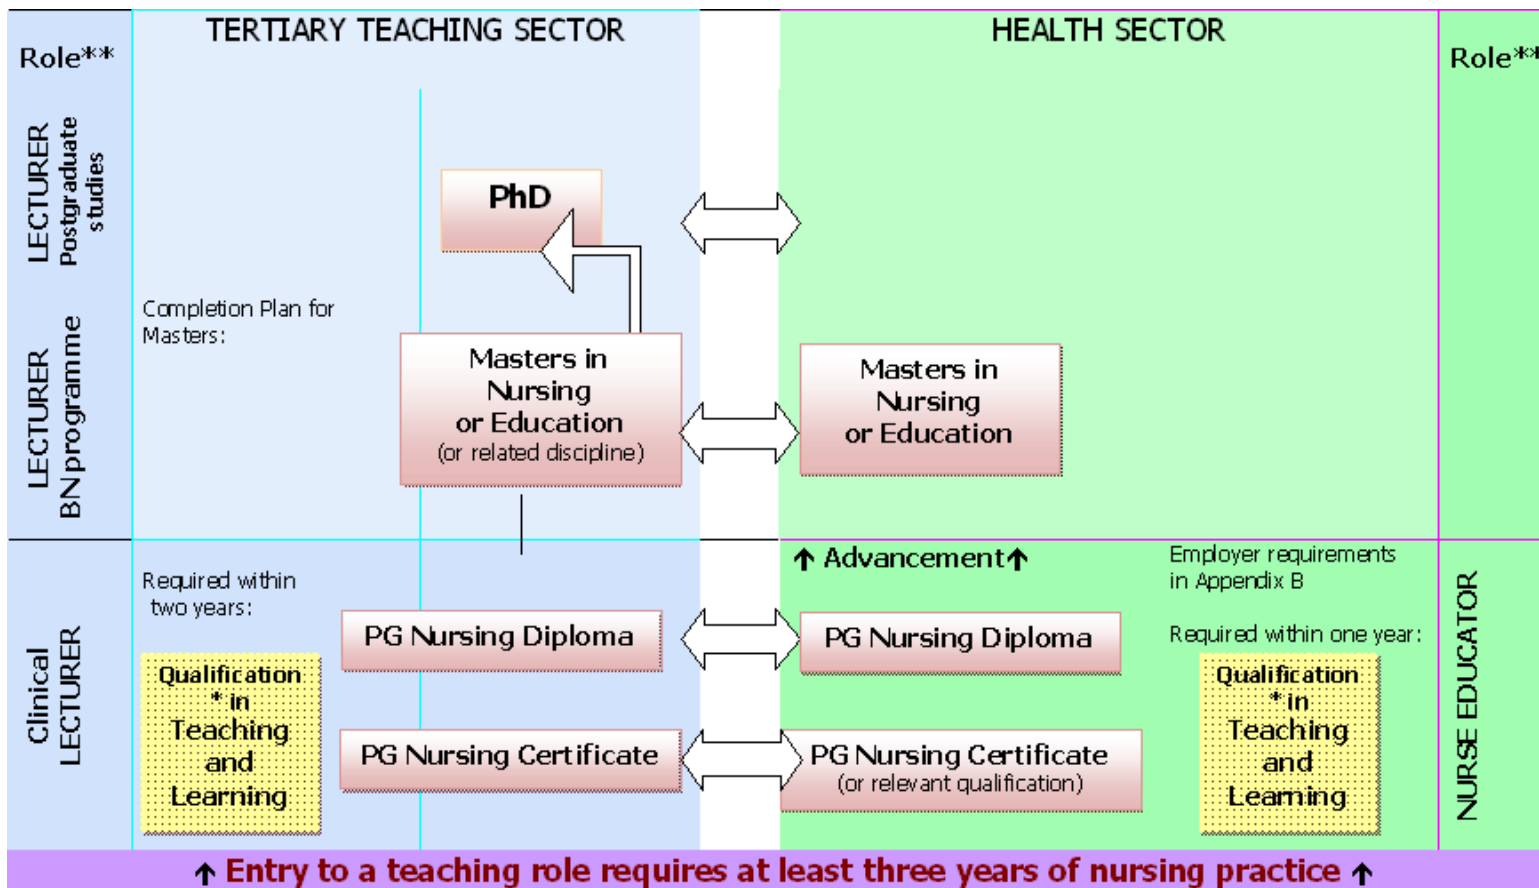 TERTIARY TEACHING SECTOR
HEALTH SECTOR
Role**
Role**
LECTURER
Postgraduate
studies
PhD
Completion Plan for
Masters:
LECTURER
BN programme
Masters in
Nursing
or Education
(or related discipline)
Masters in
Nursing
or Education
Clinical
LECTURER
Required within
two years:
Qualification
* in
Teaching
and
Learning
PG Nursing Diploma
PG Nursing Certificate
↑ Advancement↑
PG Nursing Diploma
PG Nursing Certificate
(or relevant qualification)
Employer requirements
in Appendix B
Required within one year:
Qualification
* in
Teaching
and
Learning
NURSE EDUCATOR
↑ Entry to a teaching role requires at least three years of nursing practice ↑